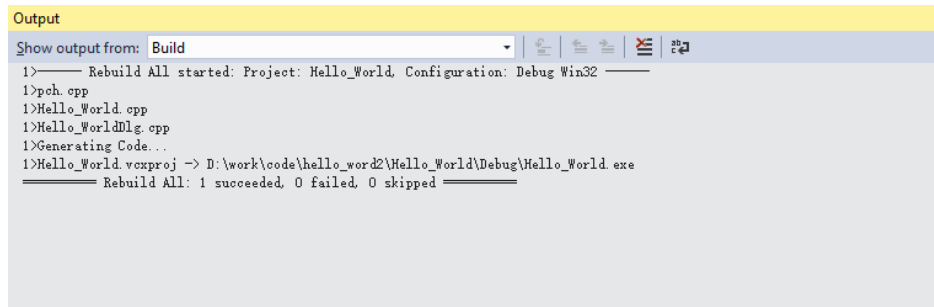 Output
Show output from: Build
1>------ Rebuild All started: Project: Hello_World, Configuration: Debug Win32 ------
1>pch.cpp
1>Hello_World.cpp
1>Hello_WorldDlg.cpp
1>Generating Code...
1>Hello_World.vcxproj -> D:\work\code\hello_word2\Hello_World\Debug\Hello_World.exe
========== Rebuild All: 1 succeeded, 0 failed, 0 skipped ==========